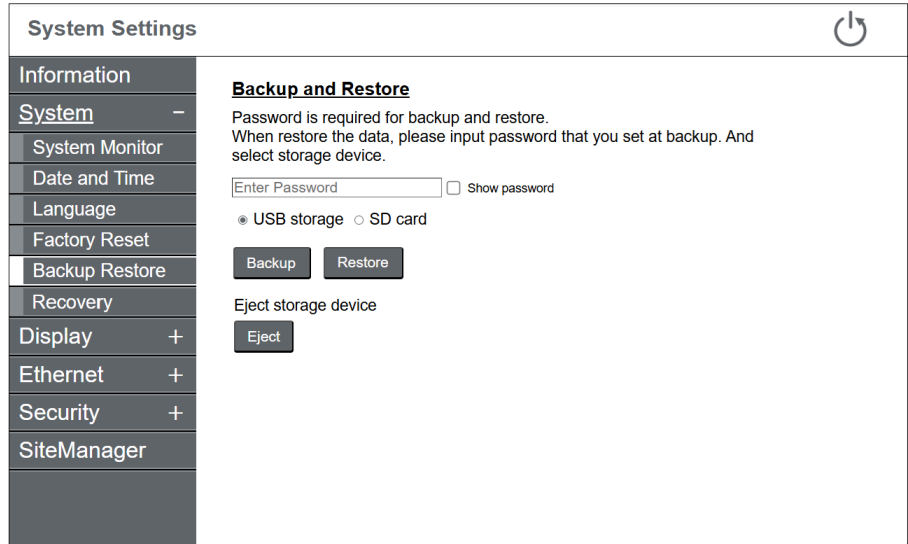 System Settings
Information
System −
System Monitor
Date and Time
Language
Factory Reset
Backup Restore
Recovery
Display +
Ethernet +
Security +
SiteManager
Backup and Restore
Password is required for backup and restore.
When restore the data, please input password that you set at backup. And
select storage device.
Enter Password Show password
USB storage SD card
Backup Restore
Eject storage device
Eject